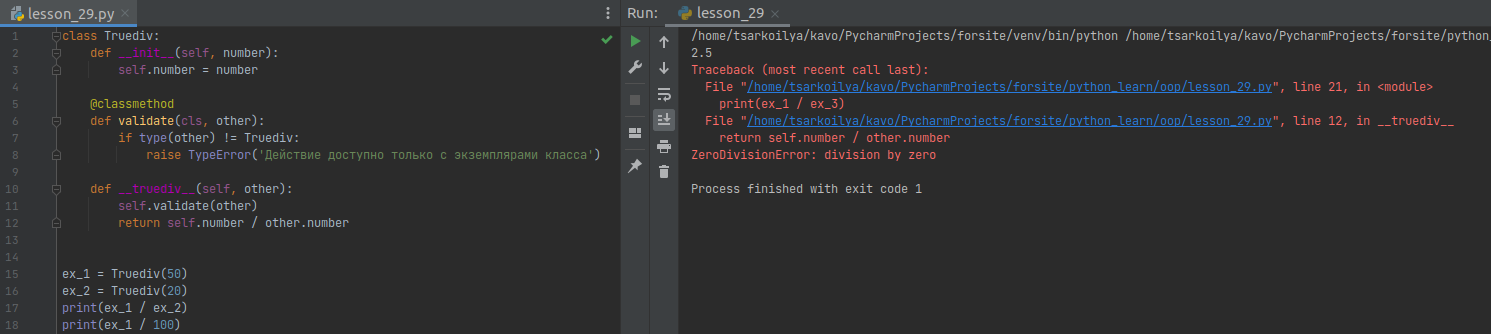 lesson_29.py
1 class Truediv:
2     def __init__(self, number):
3         self.number = number
4
5     @classmethod
6     def validate(cls, other):
7         if type(other) != Truediv:
8             raise TypeError('Действие доступно только с экземплярами класса')
9
10     def __truediv__(self, other):
11         self.validate(other)
12         return self.number / other.number
13
14
15 ex_1 = Truediv(50)
16 ex_2 = Truediv(20)
17 print(ex_1 / ex_2)
18 print(ex_1 / 100)
Run: lesson_29
/home/tsarkoilya/kavo/PycharmProjects/forsite/venv/bin/python /home/tsarkoilya/kavo/PycharmProjects/forsite/python_
2.5
Traceback (most recent call last):
  File "/home/tsarkoilya/kavo/PycharmProjects/forsite/python_learn/oop/lesson_29.py", line 21, in <module>
    print(ex_1 / ex_3)
  File "/home/tsarkoilya/kavo/PycharmProjects/forsite/python_learn/oop/lesson_29.py", line 12, in __truediv__
    return self.number / other.number
ZeroDivisionError: division by zero

Process finished with exit code 1